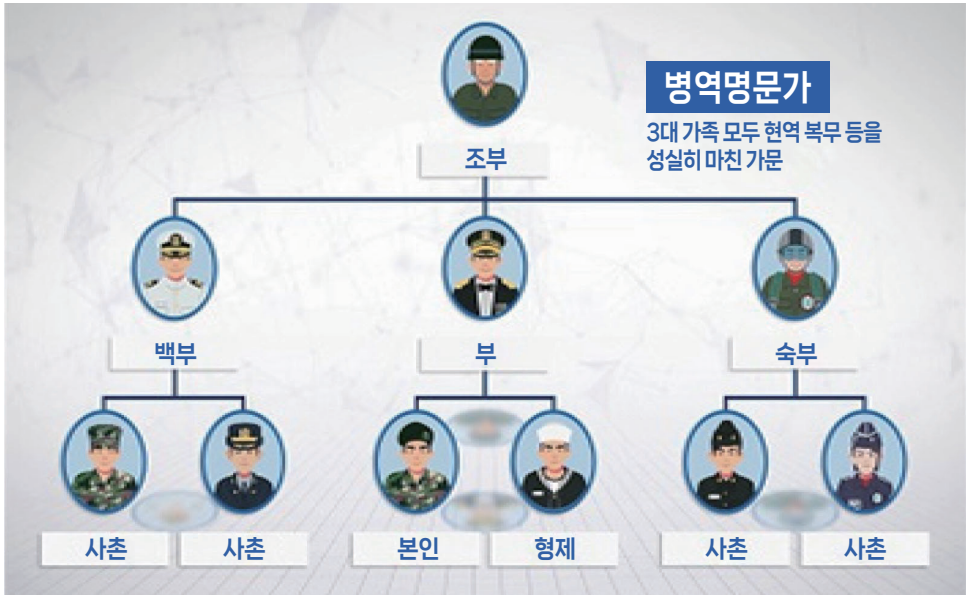 병역명문가
3대 가족 모두 현역 복무 등을
성실히 마친 가문
조부
백부
부
숙부
사촌
사촌
본인
형제
사촌
사촌